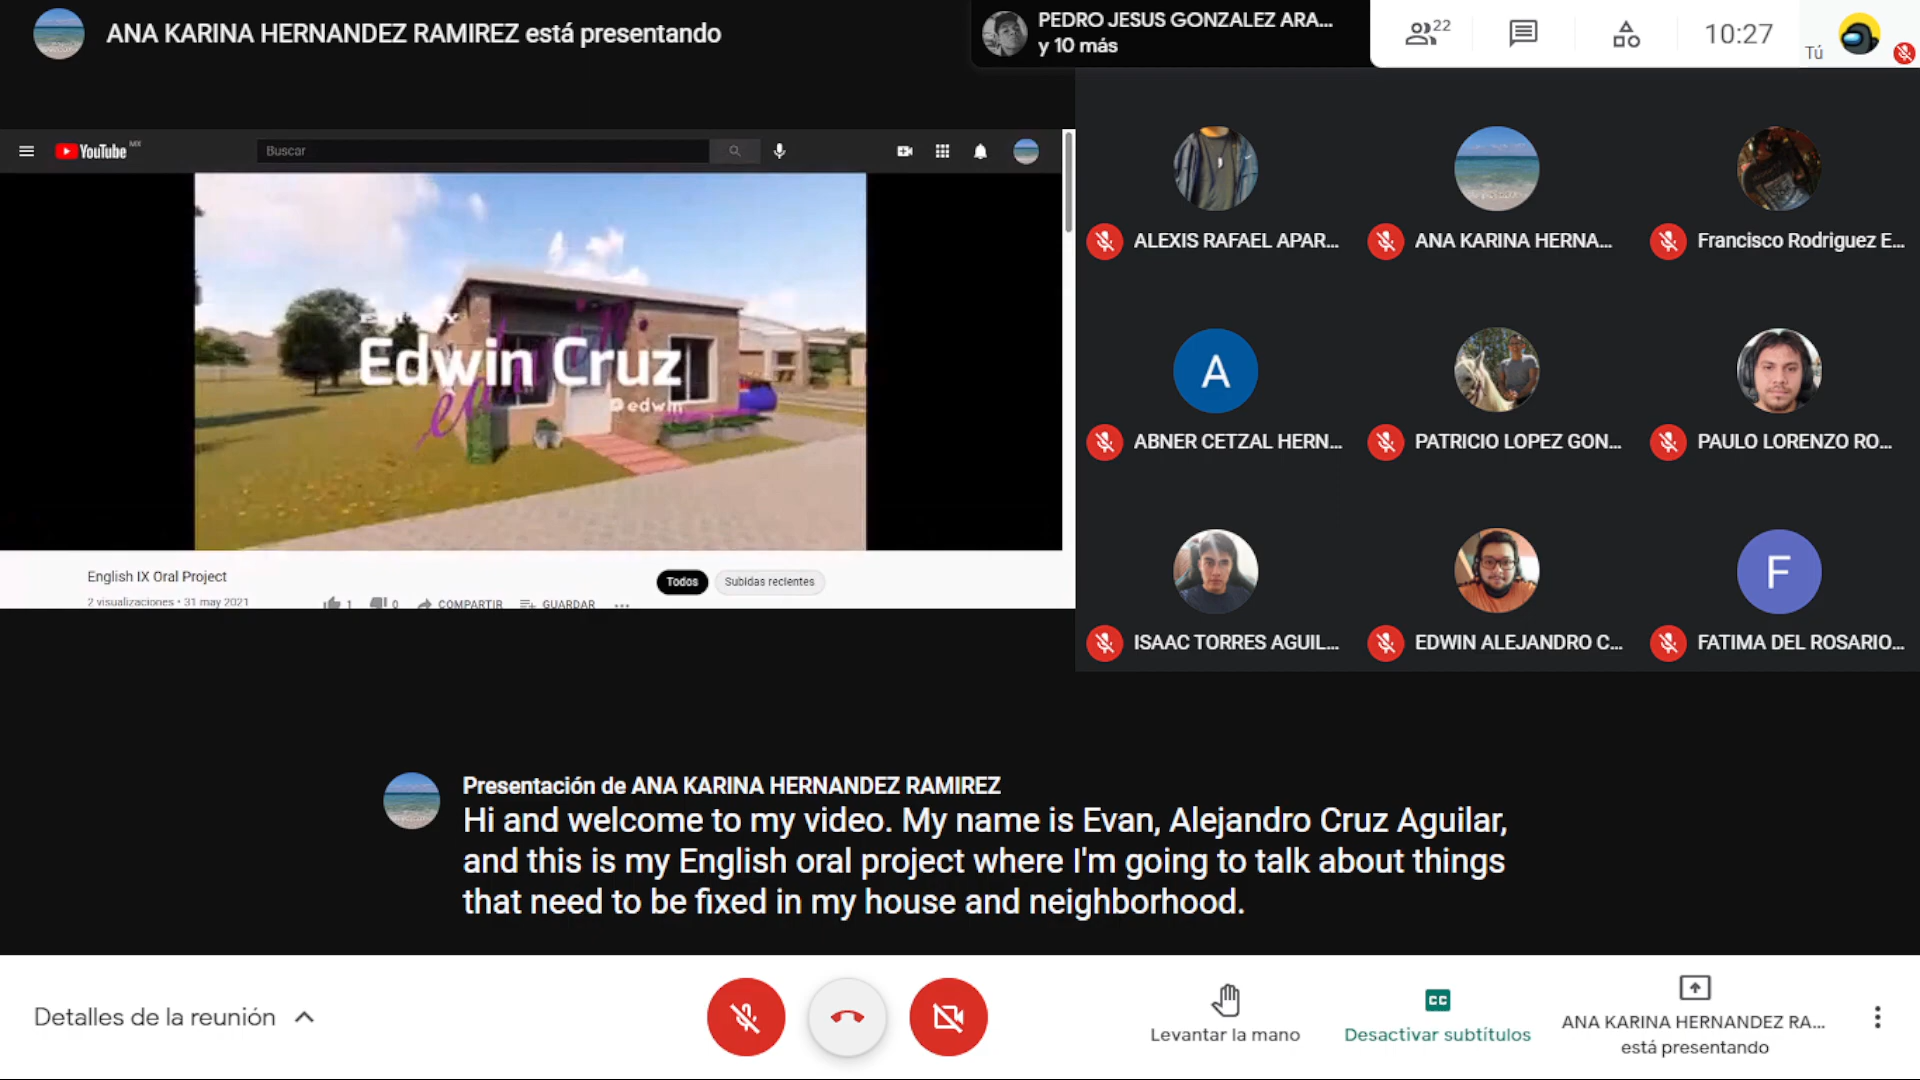 ANA KARINA HERNANDEZ RAMIREZ está presentando
PEDRO JESUS GONZALEZ ARA...
y 10 más
22
10:27
Tú
YouTube MX
Buscar
Edwin Cruz
edwin
English IX Oral Project
2 visualizaciones • 31 may 2021
1
0
COMPARTIR
GUARDAR
Todos
Subidas recientes
ALEXIS RAFAEL APAR...
ANA KARINA HERNA...
Francisco Rodriguez E...
A
ABNER CETZAL HERN...
PATRICIO LOPEZ GON...
PAULO LORENZO RO...
F
ISAAC TORRES AGUIL...
EDWIN ALEJANDRO C...
FATIMA DEL ROSARIO...
Presentación de ANA KARINA HERNANDEZ RAMIREZ
Hi and welcome to my video. My name is Evan, Alejandro Cruz Aguilar,
and this is my English oral project where I'm going to talk about things
that need to be fixed in my house and neighborhood.
Detalles de la reunión
Levantar la mano
CC
Desactivar subtítulos
ANA KARINA HERNANDEZ RA...
está presentando